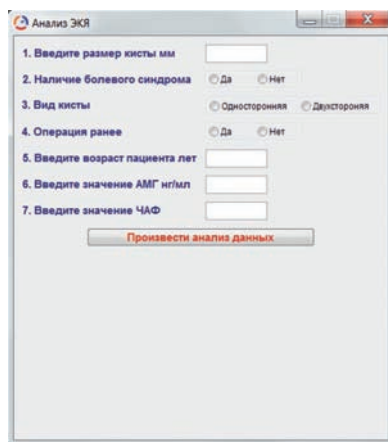 Анализ ЭКЯ
1. Введите размер кисты мм
2. Наличие болевого синдрома Да Нет
3. Вид кисты Односторонняя Двухстороняя
4. Операция ранее Да Нет
5. Введите возраст пациента лет
6. Введите значение АМГ нг/мл
7. Введите значение ЧАФ
Произвести анализ данных